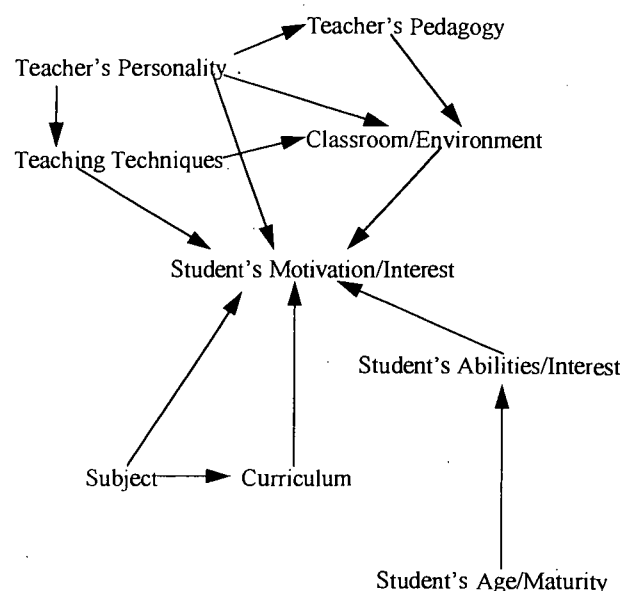 Teacher's Pedagogy
Teacher's Personality
Classroom/Environment
Teaching Techniques
Student's Motivation/Interest
Student's Abilities/Interest
Subject
Curriculum
Student's Age/Maturity